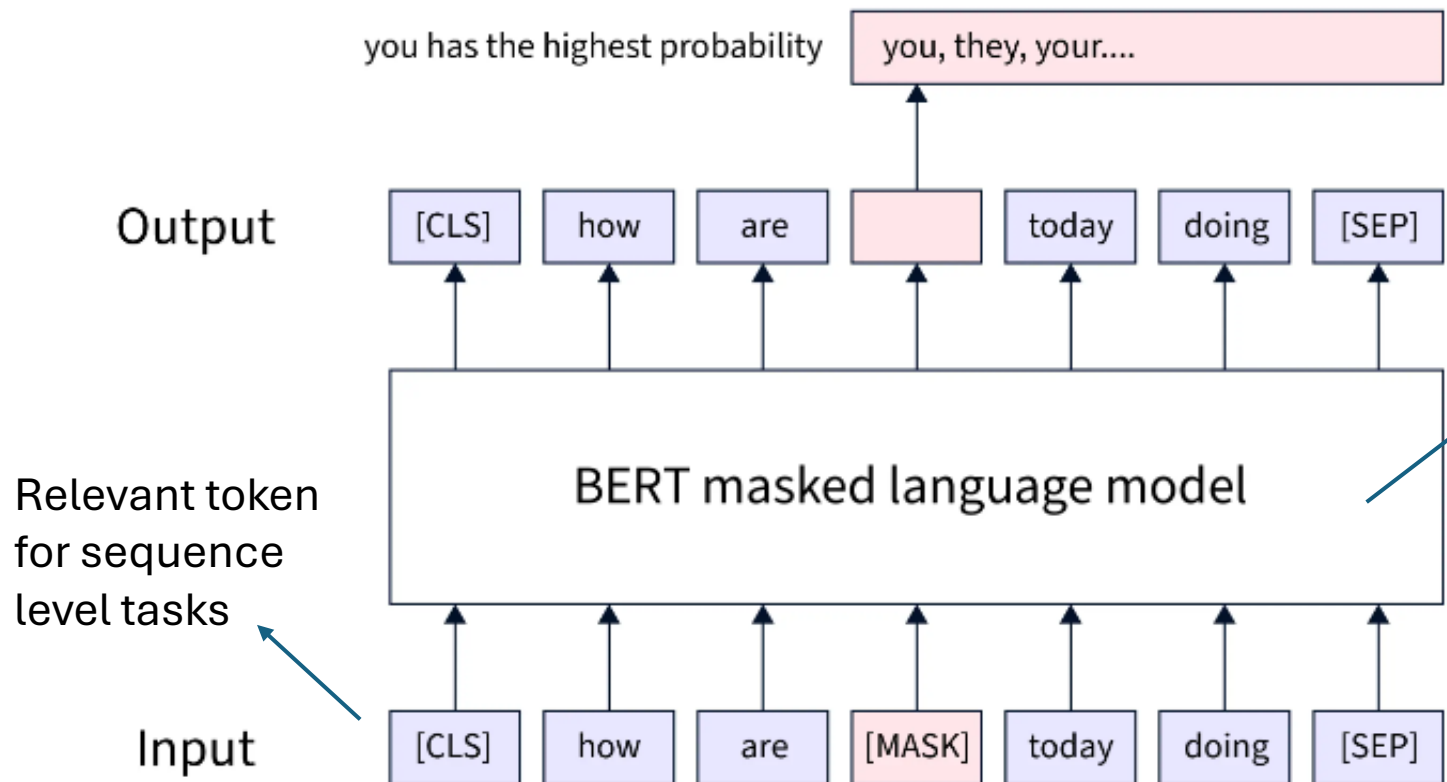 you has the highest probability you, they, your....
Output [CLS] how are today doing [SEP]
BERT masked language model
Relevant token
for sequence
level tasks
Input [CLS] how are [MASK] today doing [SEP]